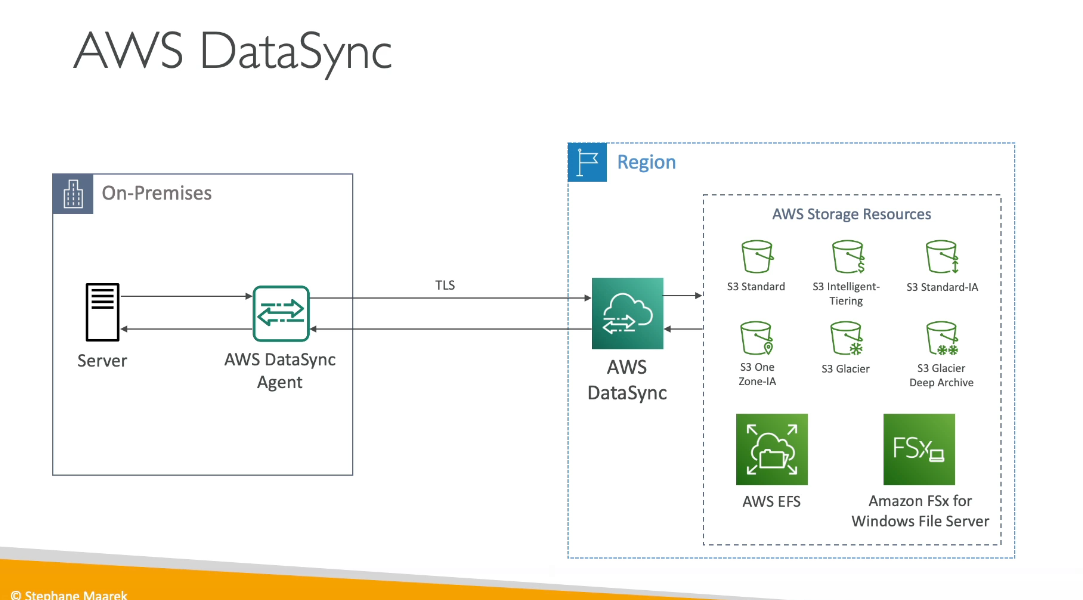 AWS DataSync
Region
On-Premises
AWS Storage Resources
S3 Standard
S3 Intelligent-
Tiering
S3 Standard-IA
TLS
Server
AWS DataSync
Agent
AWS
DataSync
S3 One
Zone-IA
S3 Glacier
S3 Glacier
Deep Archive
FSx
AWS EFS
Amazon FSx for
Windows File Server
© Stephane Maarek